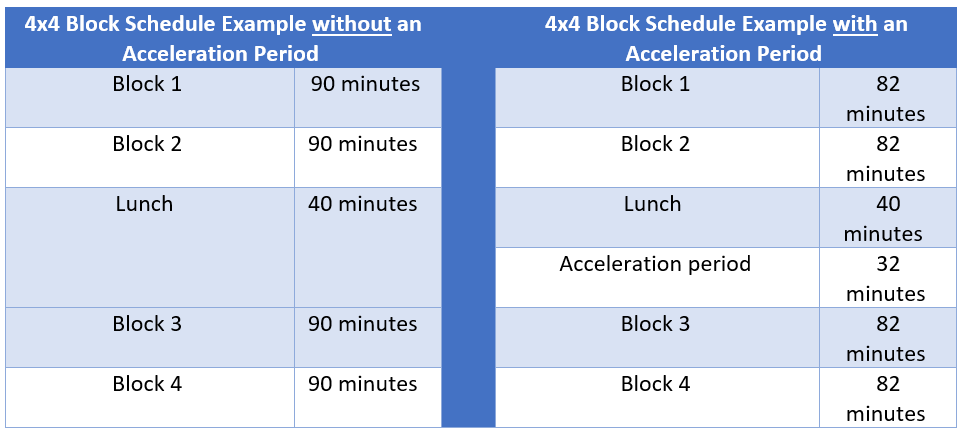 4x4 Block Schedule Example without an
Acceleration Period
Block 1 90 minutes
Block 2 90 minutes
Lunch 40 minutes
Block 3 90 minutes
Block 4 90 minutes
4x4 Block Schedule Example with an
Acceleration Period
Block 1 82
minutes
Block 2 82
minutes
Lunch 40
minutes
Acceleration period 32
minutes
Block 3 82
minutes
Block 4 82
minutes